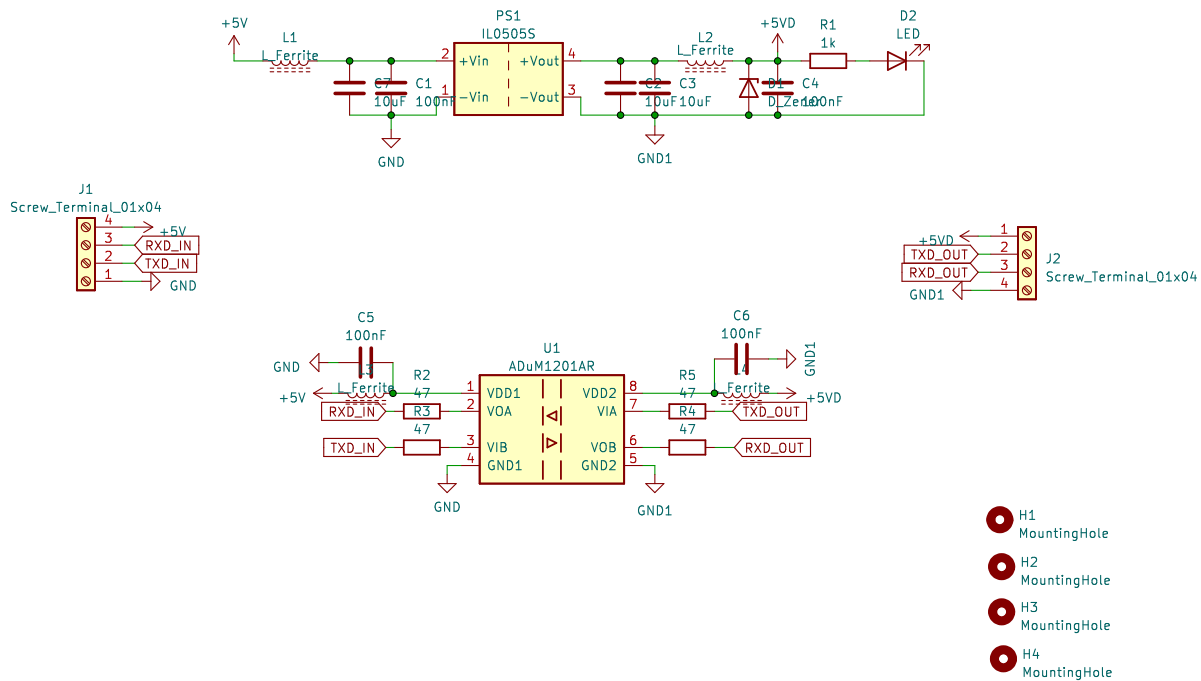 PS1
IL0505S
+5V
L1
L_Ferrite
2
+Vin
+Vout
4
1
-Vin
-Vout
3
C7
10uF
C1
100nF
GND
L2
L_Ferrite
+5VD
R1
1k
D2
LED
C2
10uF
C3
10uF
D1
D_Zener
C4
100nF
GND1
J1
Screw_Terminal_01x04
4
+5V
3
RXD_IN
2
TXD_IN
1
GND
1
+5VD
2
TXD_OUT
3
RXD_OUT
4
GND1
J2
Screw_Terminal_01x04
C5
100nF
GND
L3
L_Ferrite
+5V
R2
47
RXD_IN
R3
47
TXD_IN
U1
ADuM1201AR
1
VDD1
VDD2
8
2
VOA
VIA
7
3
VIB
VOB
6
4
GND1
GND2
5
GND
GND1
C6
100nF
GND1
L4
Ferrite
+5VD
R5
47
TXD_OUT
R4
47
RXD_OUT
H1
MountingHole
H2
MountingHole
H3
MountingHole
H4
MountingHole